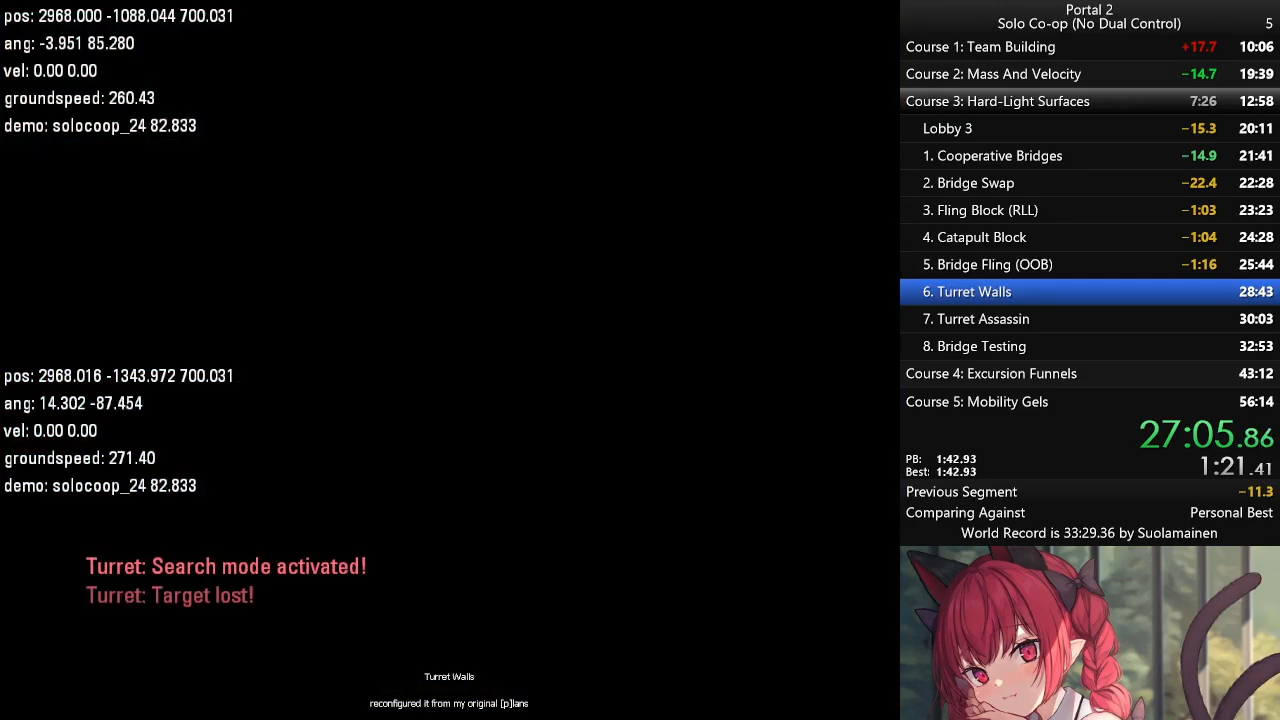 pos: 2968.000 -1088.044 700.031
ang: -3.951 85.280
vel: 0.00 0.00
groundspeed: 260.43
demo: solocoop_24 82.833
pos: 2968.016 -1343.972 700.031
ang: 14.302 -87.454
vel: 0.00 0.00
groundspeed: 271.40
demo: solocoop_24 82.833
Turret: Search mode activated!
Turret: Target lost!
Turret Walls
reconfigured it from my original [p]lans
Portal 2
Solo Co-op (No Dual Control) 5
Course 1: Team Building +17.7 10:06
Course 2: Mass And Velocity −14.7 19:39
Course 3: Hard-Light Surfaces 7:26 12:58
Lobby 3 −15.3 20:11
1. Cooperative Bridges −14.9 21:41
2. Bridge Swap −22.4 22:28
3. Fling Block (RLL) −1:03 23:23
4. Catapult Block −1:04 24:28
5. Bridge Fling (OOB) −1:16 25:44
6. Turret Walls 28:43
7. Turret Assassin 30:03
8. Bridge Testing 32:53
Course 4: Excursion Funnels 43:12
Course 5: Mobility Gels 56:14
27:05.86
PB: 1:42.93
Best: 1:42.93
1:21.41
Previous Segment −11.3
Comparing Against Personal Best
World Record is 33:29.36 by Suolamainen